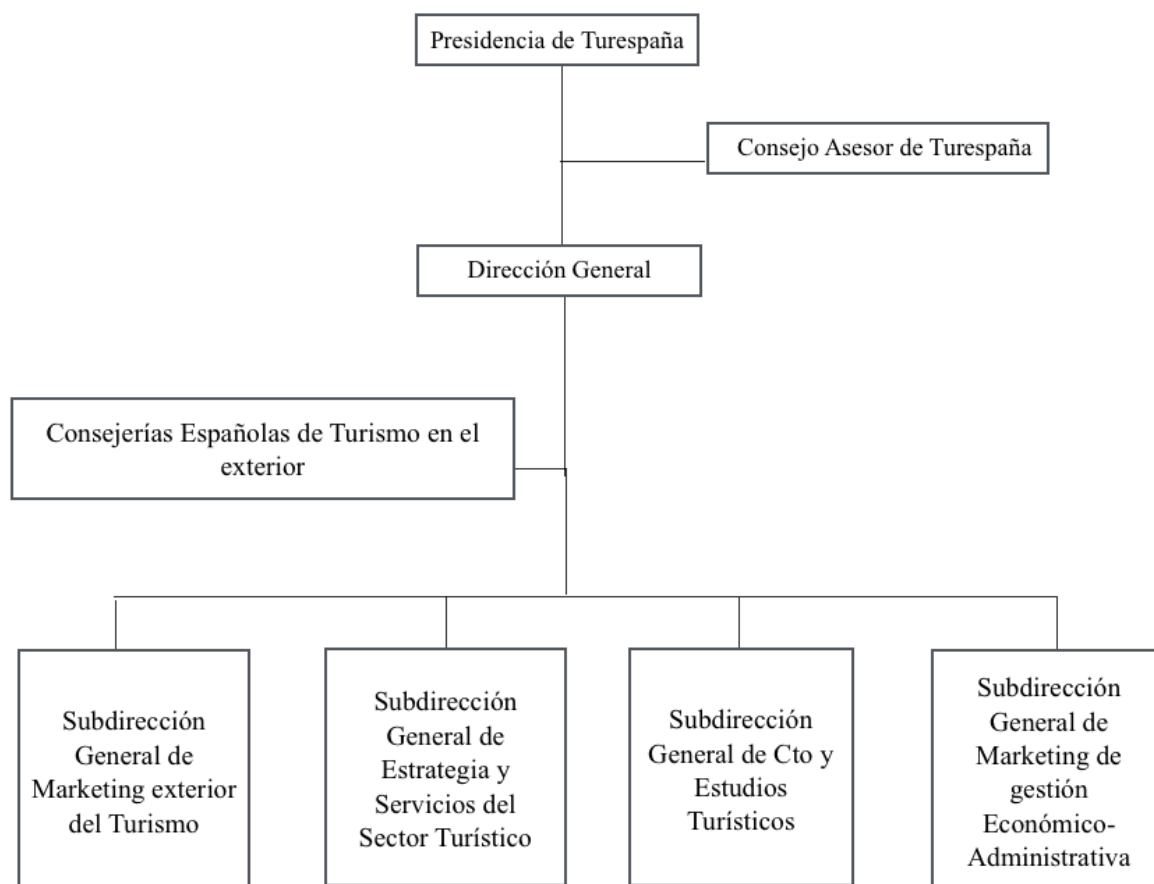 Presidencia de Turespaña
Consejo Asesor de Turespaña
Dirección General
Consejerías Españolas de Turismo en el
exterior
Subdirección
General de
Marketing exterior
del Turismo
Subdirección
General de
Estrategia y
Servicios del
Sector Turístico
Subdirección
General de Cto y
Estudios
Turísticos
Subdirección
General de
Marketing de
gestión
Económico-
Administrativa